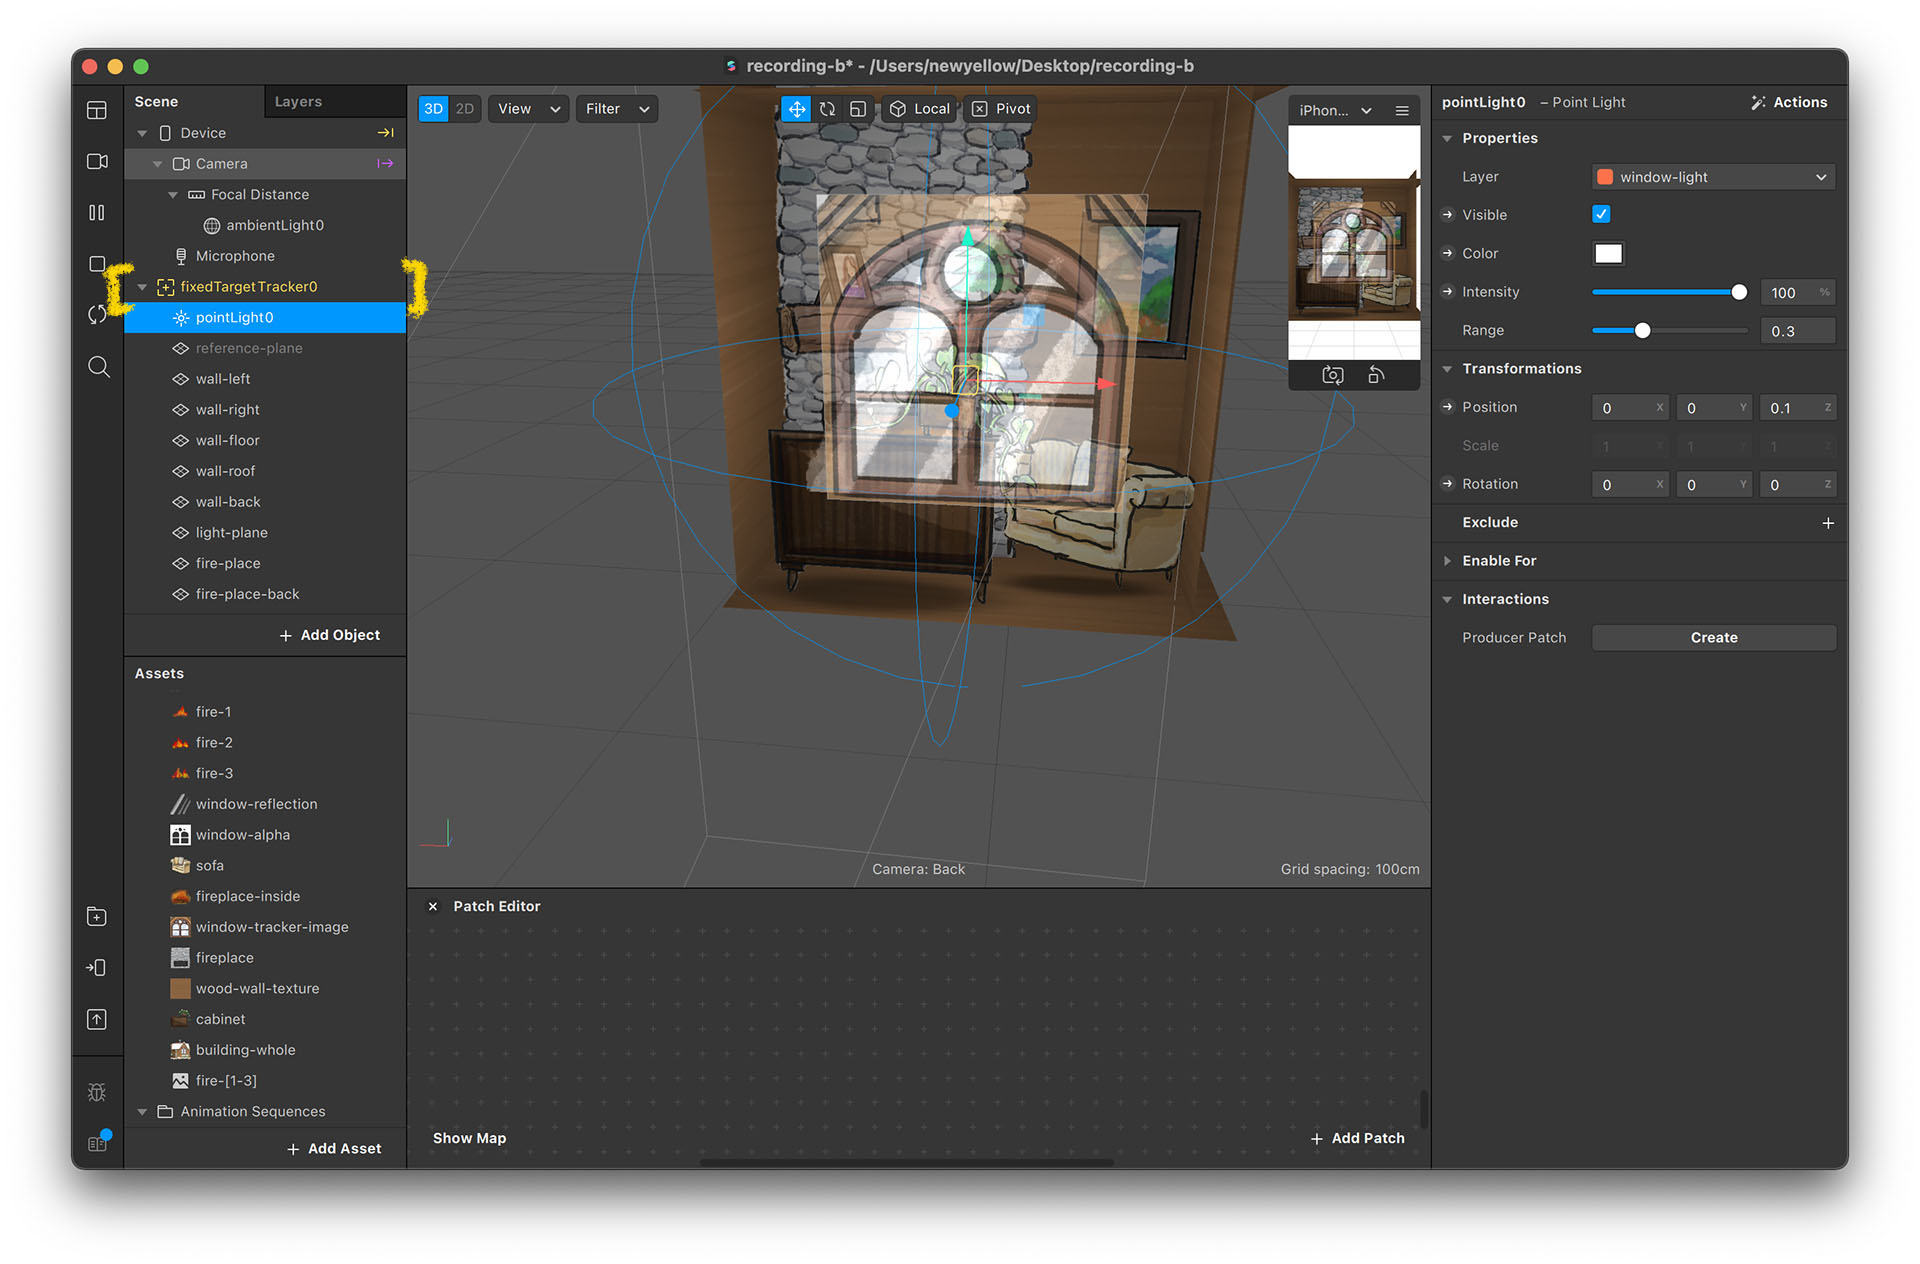 recording-b* - /Users/newyellow/Desktop/recording-b
Scene
Layers
Device
Camera
Focal Distance
ambientLight0
Microphone
fixedTargetTracker0
pointLight0
reference-plane
wall-left
wall-right
wall-floor
wall-roof
wall-back
light-plane
fire-place
fire-place-back
+ Add Object
Assets
fire-1
fire-2
fire-3
window-reflection
window-alpha
sofa
fireplace-inside
window-tracker-image
fireplace
wood-wall-texture
cabinet
building-whole
fire-[1-3]
Animation Sequences
+ Add Asset
3D 2D View Filter Local Pivot
iPhon...
Camera: Back
Grid spacing: 100cm
Patch Editor
Show Map
+ Add Patch
pointLight0 – Point Light Actions
Properties
Layer window-light
Visible
Color
Intensity 100 %
Range 0.3
Transformations
Position 0 X 0 Y 0.1 Z
Scale 1 X 1 Y 1 Z
Rotation 0 X 0 Y 0 Z
Exclude +
Enable For
Interactions
Producer Patch Create